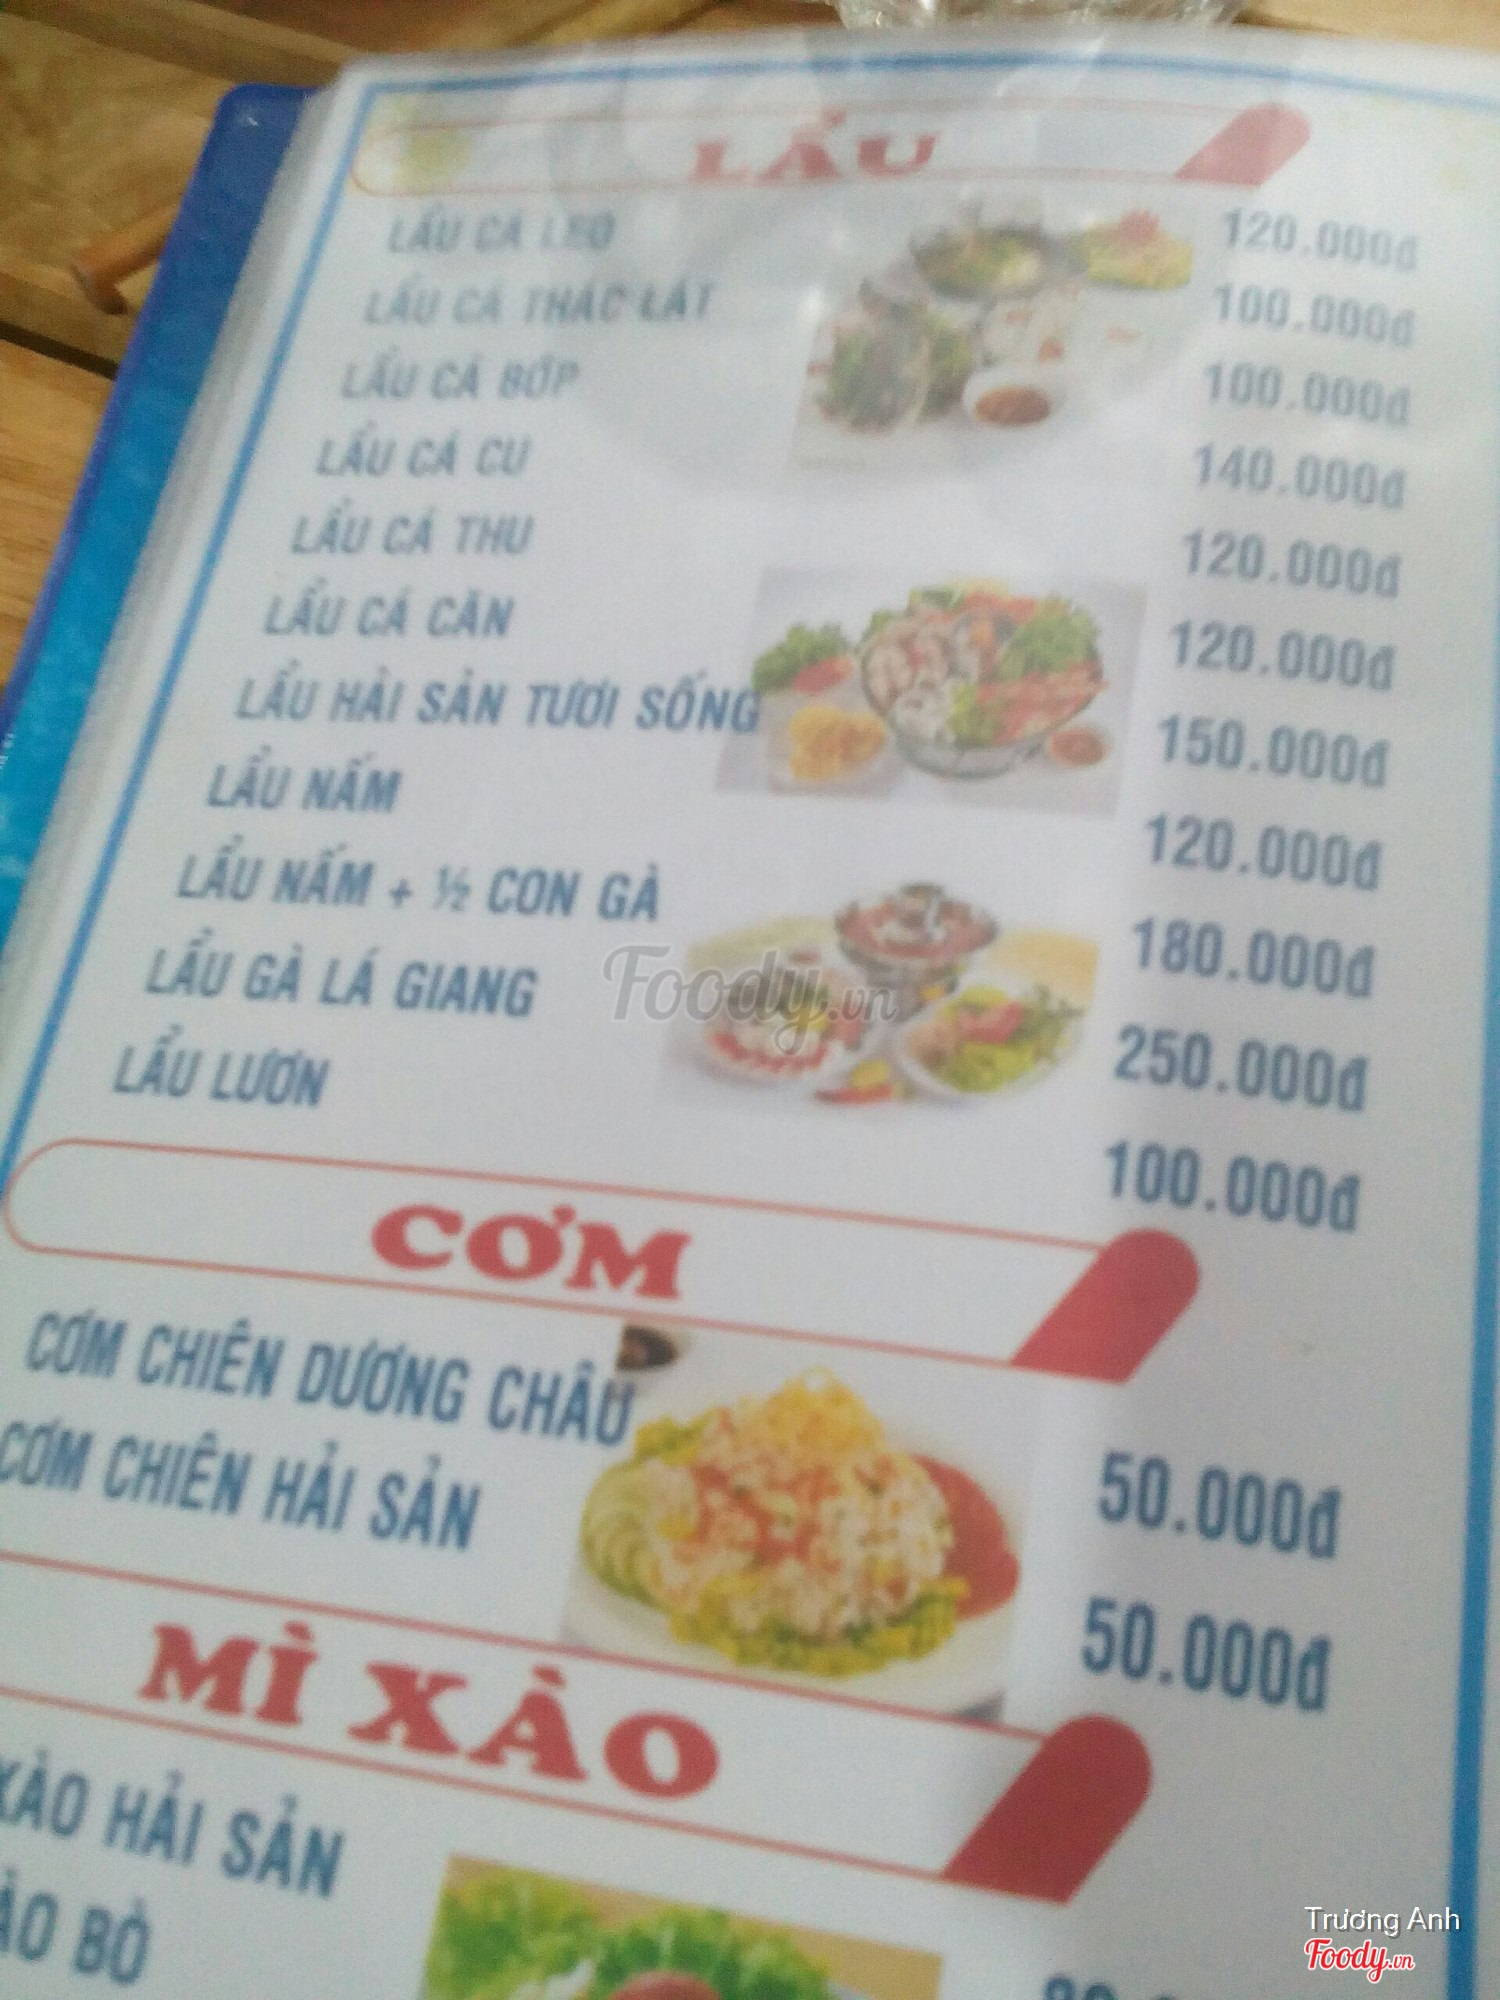 LẨU
LẨU CÁ LEO 120.000đ
LẨU CÁ THÁC LÁT 100.000đ
LẨU CÁ BỚP 100.000đ
LẨU CÁ CU 140.000đ
LẨU CÁ THU 120.000đ
LẨU CÁ CĂN 120.000đ
LẨU HẢI SẢN TƯƠI SỐNG 150.000đ
LẨU NẤM 120.000đ
LẨU NẤM + ½ CON GÀ 180.000đ
LẨU GÀ LÁ GIANG 250.000đ
LẨU LƯƠN 100.000đ
Foody.vn
CƠM
CƠM CHIÊN DƯƠNG CHÂU 50.000đ
CƠM CHIÊN HẢI SẢN 50.000đ
MÌ XÀO
XÀO HẢI SẢN
ÀO BÒ
Trương Anh
Foody.vn